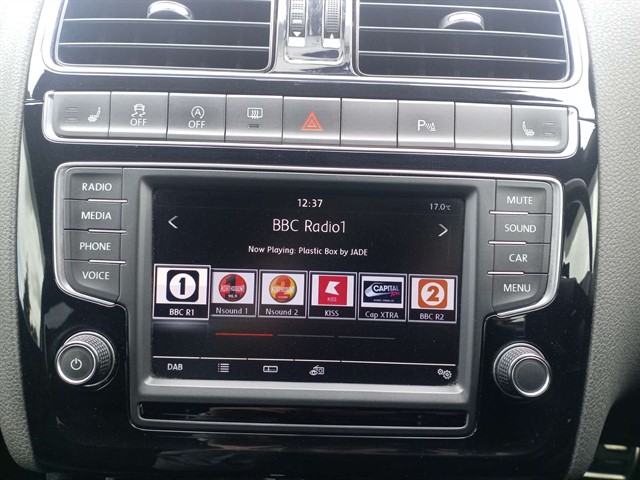 OFF
A
OFF
P
RADIO
MEDIA
PHONE
VOICE
MUTE
SOUND
CAR
MENU
12:37
17.0°C
BBC Radio1
Now Playing: Plastic Box by JADE
1
BBC R1
1
Nsound 1
2
Nsound 2
KISS
KISS
CAPITAL
Cap XTRA
2
BBC R2
DAB